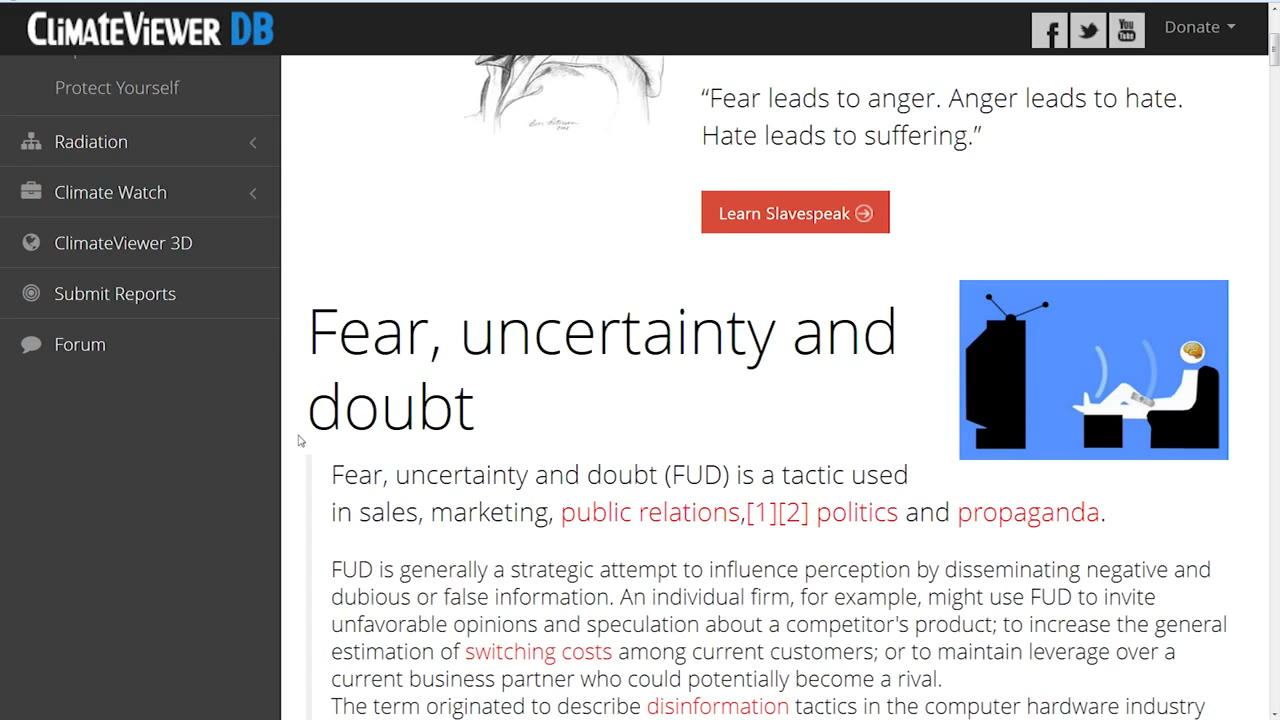 CLIMATEVIEWER DB
Donate
Protect Yourself
Radiation
Climate Watch
ClimateViewer 3D
Submit Reports
Forum
“Fear leads to anger. Anger leads to hate.
Hate leads to suffering.”
Learn Slavespeak
Fear, uncertainty and
doubt
Fear, uncertainty and doubt (FUD) is a tactic used
in sales, marketing, public relations,[1][2] politics and propaganda.
FUD is generally a strategic attempt to influence perception by disseminating negative and
dubious or false information. An individual firm, for example, might use FUD to invite
unfavorable opinions and speculation about a competitor's product; to increase the general
estimation of switching costs among current customers; or to maintain leverage over a
current business partner who could potentially become a rival.
The term originated to describe disinformation tactics in the computer hardware industry